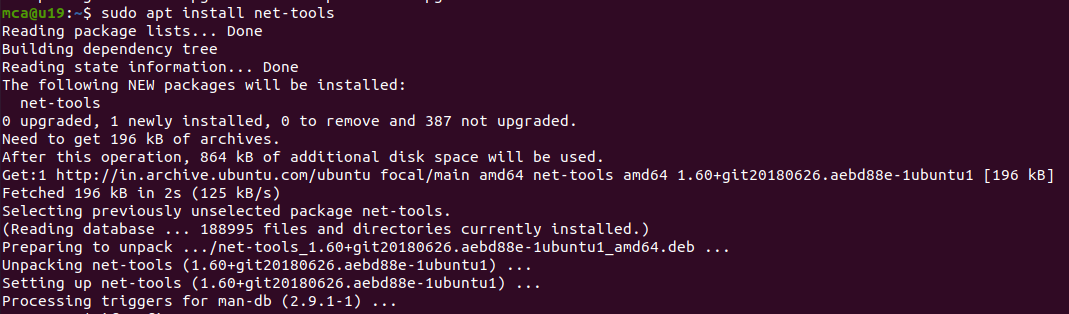 mca@u19:~$ sudo apt install net-tools
Reading package lists... Done
Building dependency tree
Reading state information... Done
The following NEW packages will be installed:
  net-tools
0 upgraded, 1 newly installed, 0 to remove and 387 not upgraded.
Need to get 196 kB of archives.
After this operation, 864 kB of additional disk space will be used.
Get:1 http://in.archive.ubuntu.com/ubuntu focal/main amd64 net-tools amd64 1.60+git20180626.aebd88e-1ubuntu1 [196 kB]
Fetched 196 kB in 2s (125 kB/s)
Selecting previously unselected package net-tools.
(Reading database ... 188995 files and directories currently installed.)
Preparing to unpack .../net-tools_1.60+git20180626.aebd88e-1ubuntu1_amd64.deb ...
Unpacking net-tools (1.60+git20180626.aebd88e-1ubuntu1) ...
Setting up net-tools (1.60+git20180626.aebd88e-1ubuntu1) ...
Processing triggers for man-db (2.9.1-1) ...